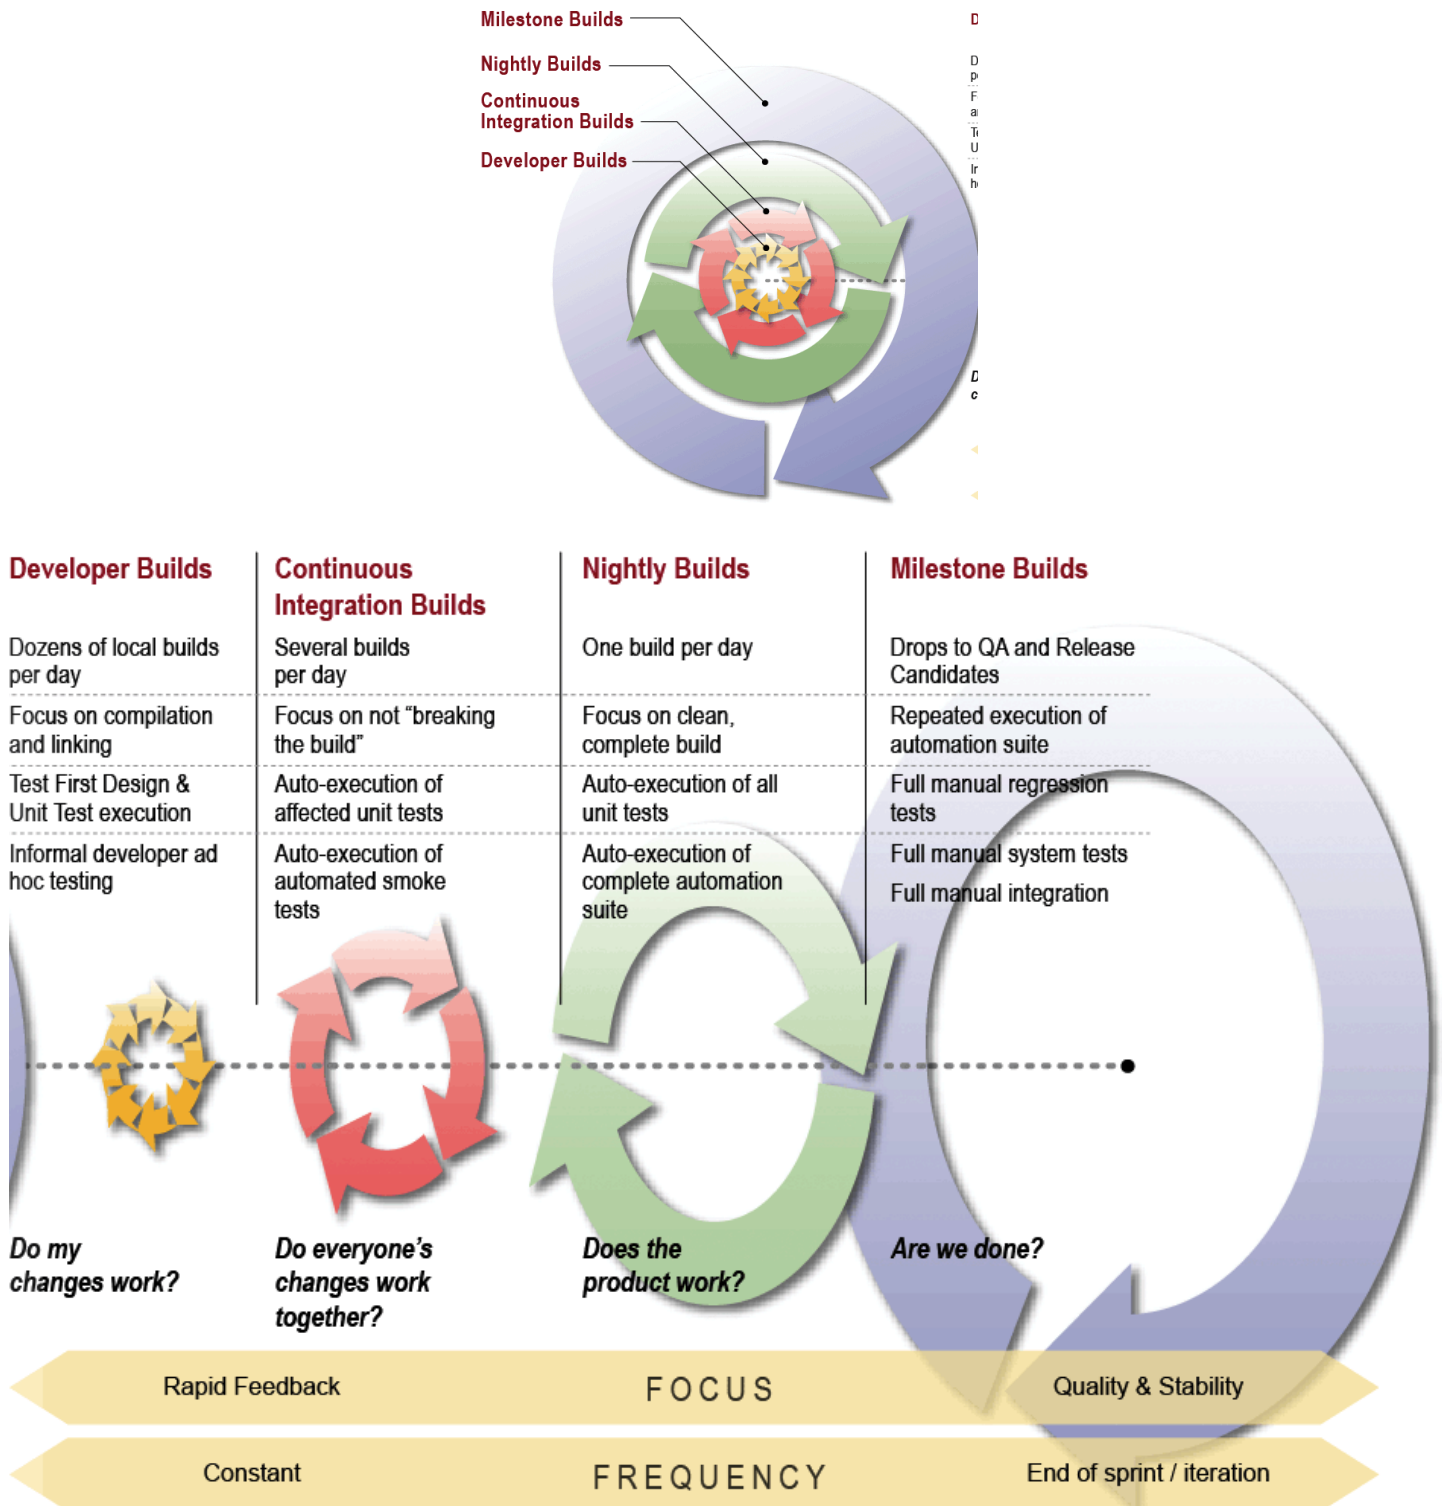 Milestone Builds
Nightly Builds
Continuous
Integration Builds
Developer Builds
Developer Builds
Dozens of local builds
per day
Focus on compilation
and linking
Test First Design &
Unit Test execution
Informal developer ad
hoc testing
Do my
changes work?
Continuous
Integration Builds
Several builds
per day
Focus on not “breaking
the build”
Auto-execution of
affected unit tests
Auto-execution of
automated smoke
tests
Do everyone’s
changes work
together?
Nightly Builds
One build per day
Focus on clean,
complete build
Auto-execution of all
unit tests
Auto-execution of
complete automation
suite
Does the
product work?
Milestone Builds
Drops to QA and Release
Candidates
Repeated execution of
automation suite
Full manual regression
tests
Full manual system tests
Full manual integration
Are we done?
Rapid Feedback FOCUS Quality & Stability
Constant FREQUENCY End of sprint / iteration